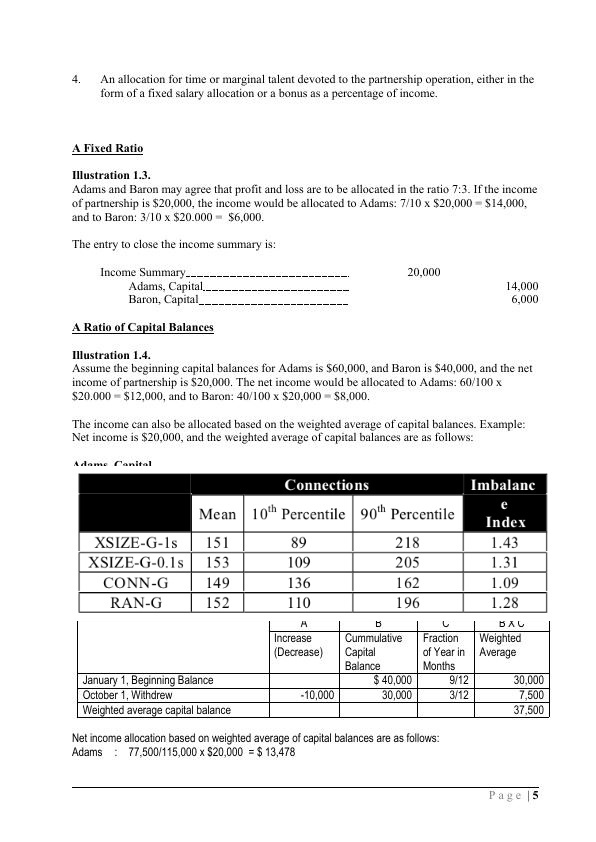 4. An allocation for time or marginal talent devoted to the partnership operation, either in the
form of a fixed salary allocation or a bonus as a percentage of income.
A Fixed Ratio
Illustration 1.3.
Adams and Baron may agree that profit and loss are to be allocated in the ratio 7:3. If the income
of partnership is $20,000, the income would be allocated to Adams: 7/10 x $20,000 = $14,000,
and to Baron: 3/10 x $20.000 = $6,000.
The entry to close the income summary is:
Income Summary 20,000
Adams, Capital 14,000
Baron, Capital 6,000
A Ratio of Capital Balances
Illustration 1.4.
Assume the beginning capital balances for Adams is $60,000, and Baron is $40,000, and the net
income of partnership is $20,000. The net income would be allocated to Adams: 60/100 x
$20.000 = $12,000, and to Baron: 40/100 x $20,000 = $8,000.
The income can also be allocated based on the weighted average of capital balances. Example:
Net income is $20,000, and the weighted average of capital balances are as follows:
Adams, Capital
Connections Imbalanc
e
Index
Mean 10th Percentile 90th Percentile
XSIZE-G-1s 151 89 218 1.43
XSIZE-G-0.1s 153 109 205 1.31
CONN-G 149 136 162 1.09
RAN-G 152 110 196 1.28
A B C B X C
Increase Cummulative Fraction Weighted
(Decrease) Capital of Year in Average
Balance Months
January 1, Beginning Balance $ 40,000 9/12 30,000
October 1, Withdrew -10,000 30,000 3/12 7,500
Weighted average capital balance 37,500
Net income allocation based on weighted average of capital balances are as follows:
Adams : 77,500/115,000 x $20,000 = $ 13,478
Page | 5